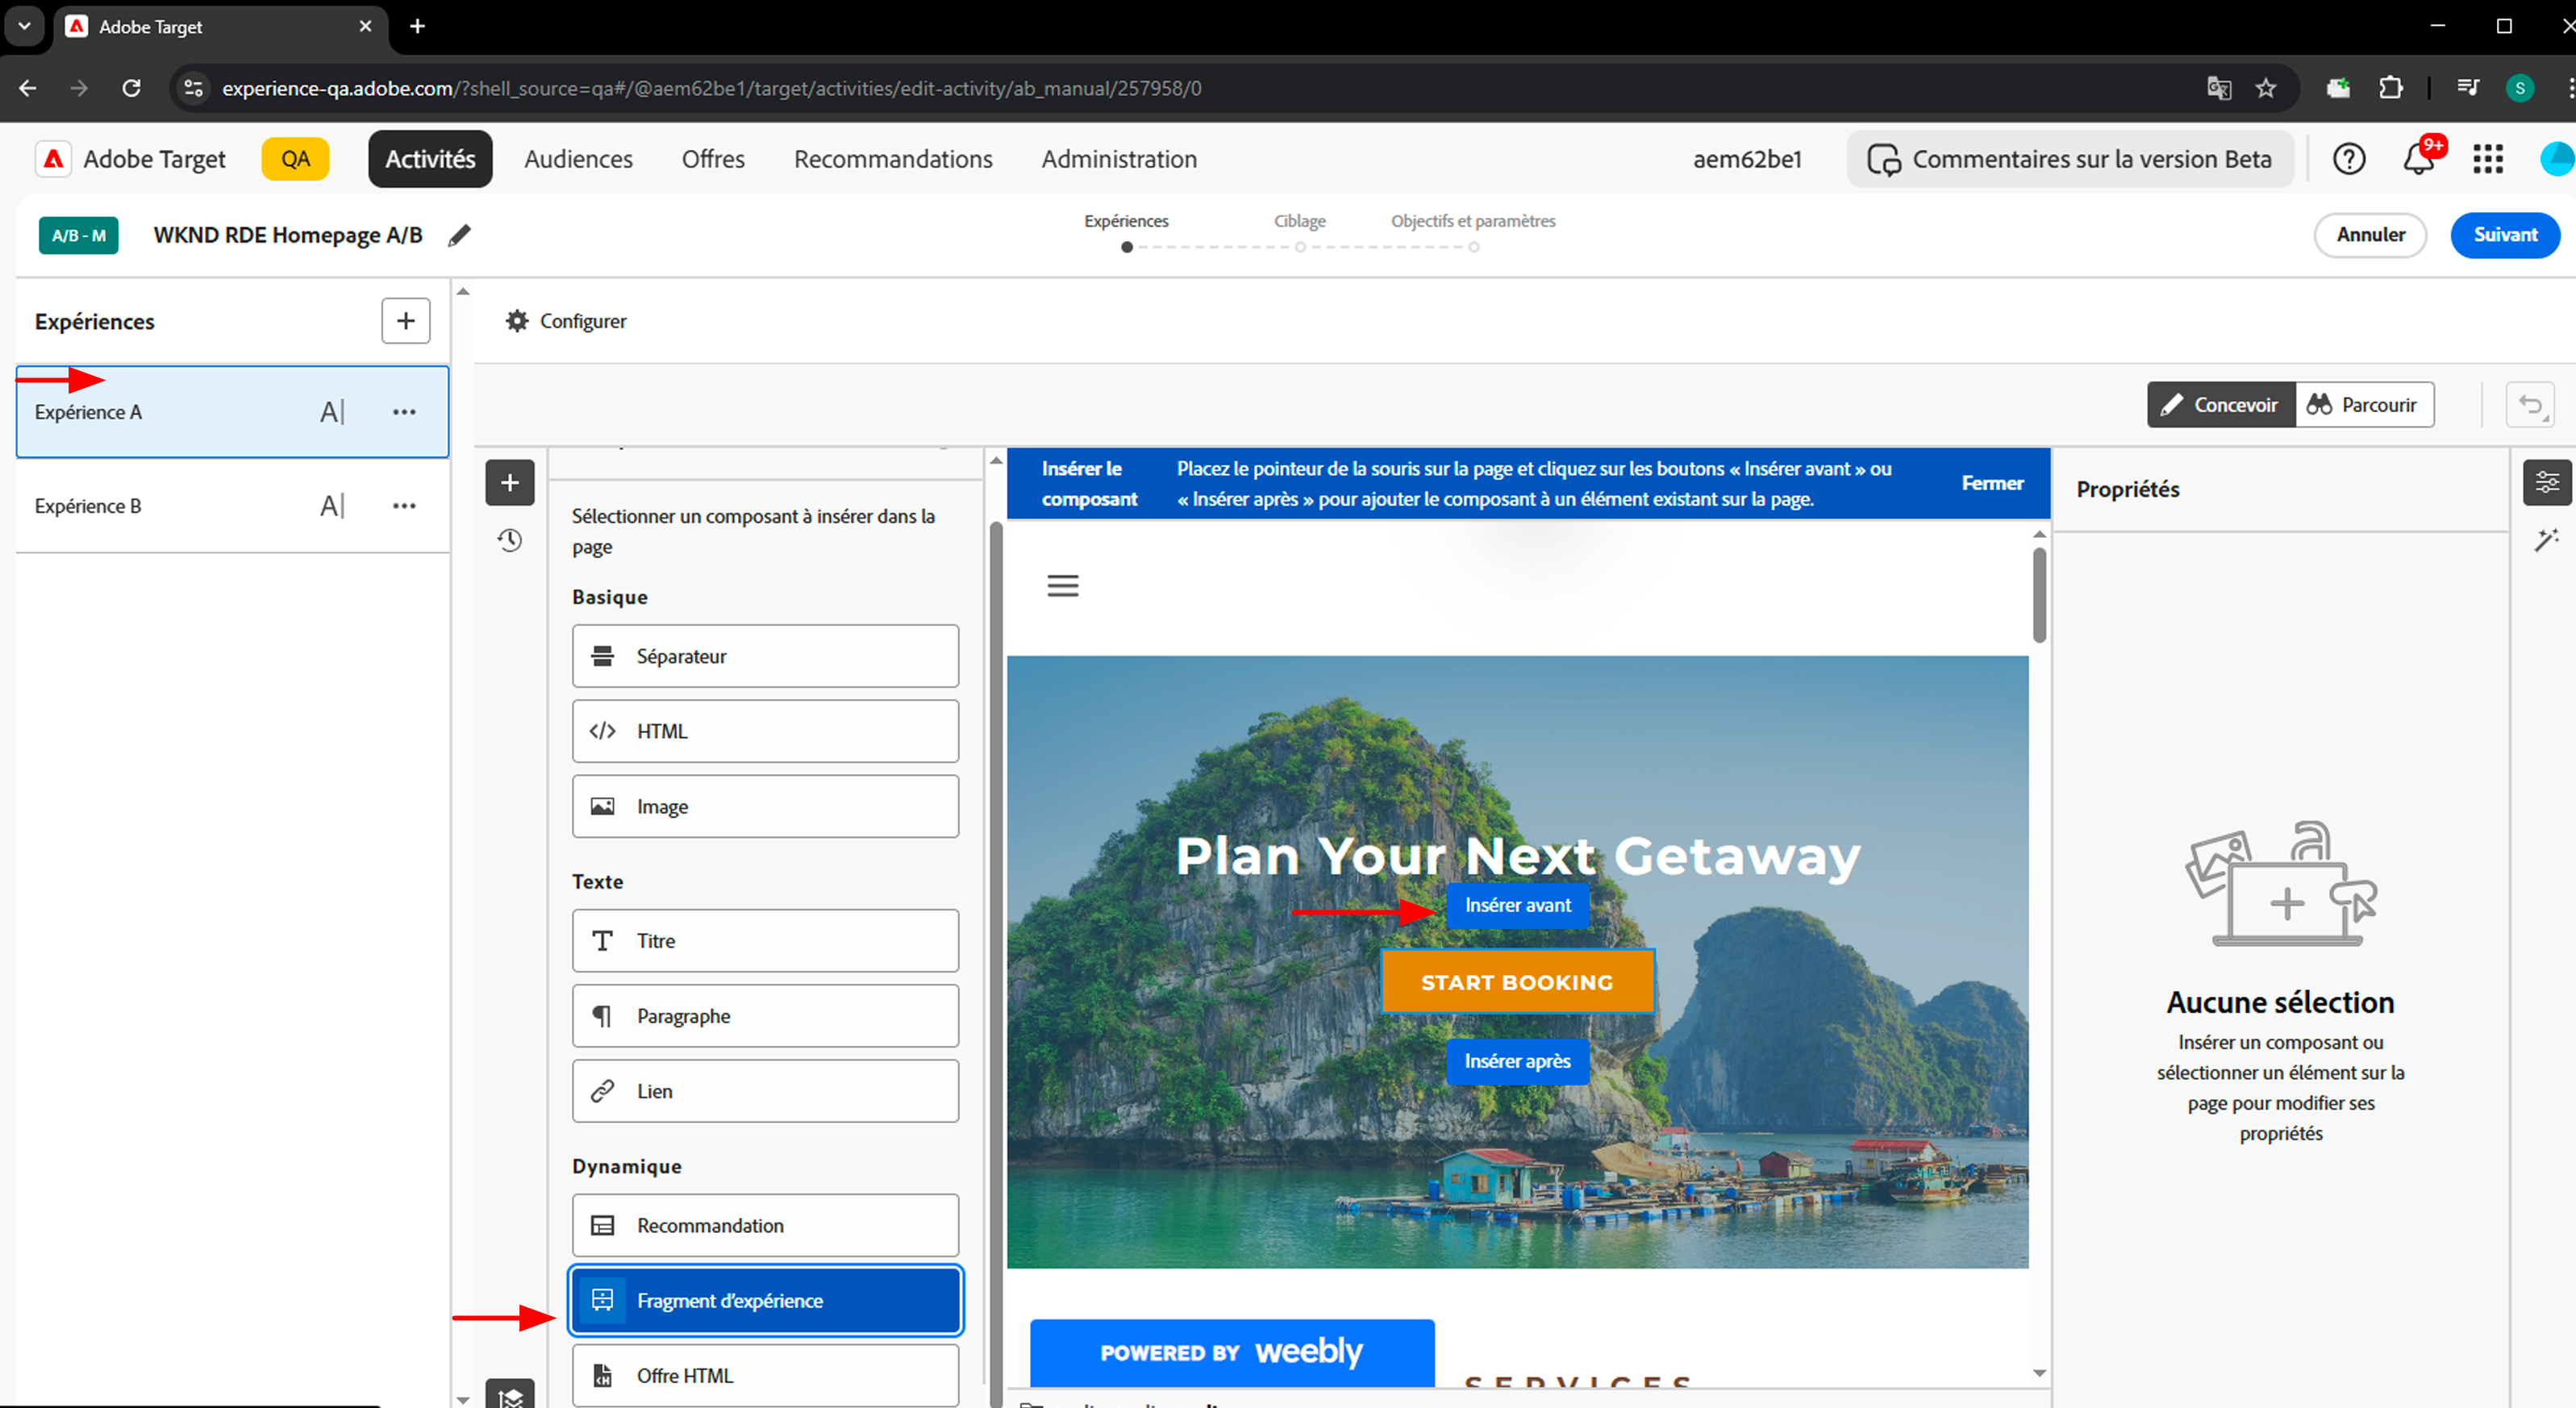 Adobe Target
experience-qa.adobe.com/?shell_source=qa#/@aem62be1/target/activities/edit-activity/ab_manual/257958/0
S
Adobe Target
QA
Activités
Audiences
Offres
Recommandations
Administration
aem62be1
Commentaires sur la version Beta
9+
A/B - M
WKND RDE Homepage A/B
Expériences
Ciblage
Objectifs et paramètres
Annuler
Suivant
Expériences
Configurer
Expérience A
Expérience B
Concevoir
Parcourir
Sélectionner un composant à insérer dans la
page
Basique
Séparateur
HTML
Image
Texte
Titre
Paragraphe
Lien
Dynamique
Recommandation
Fragment d'expérience
Offre HTML
Insérer le
composant
Placez le pointeur de la souris sur la page et cliquez sur les boutons « Insérer avant » ou
« Insérer après » pour ajouter le composant à un élément existant sur la page.
Fermer
Plan Your Next Getaway
Insérer avant
START BOOKING
Insérer après
POWERED BY weebly
SERVICES
Propriétés
Aucune sélection
Insérer un composant ou
sélectionner un élément sur la
page pour modifier ses
propriétés